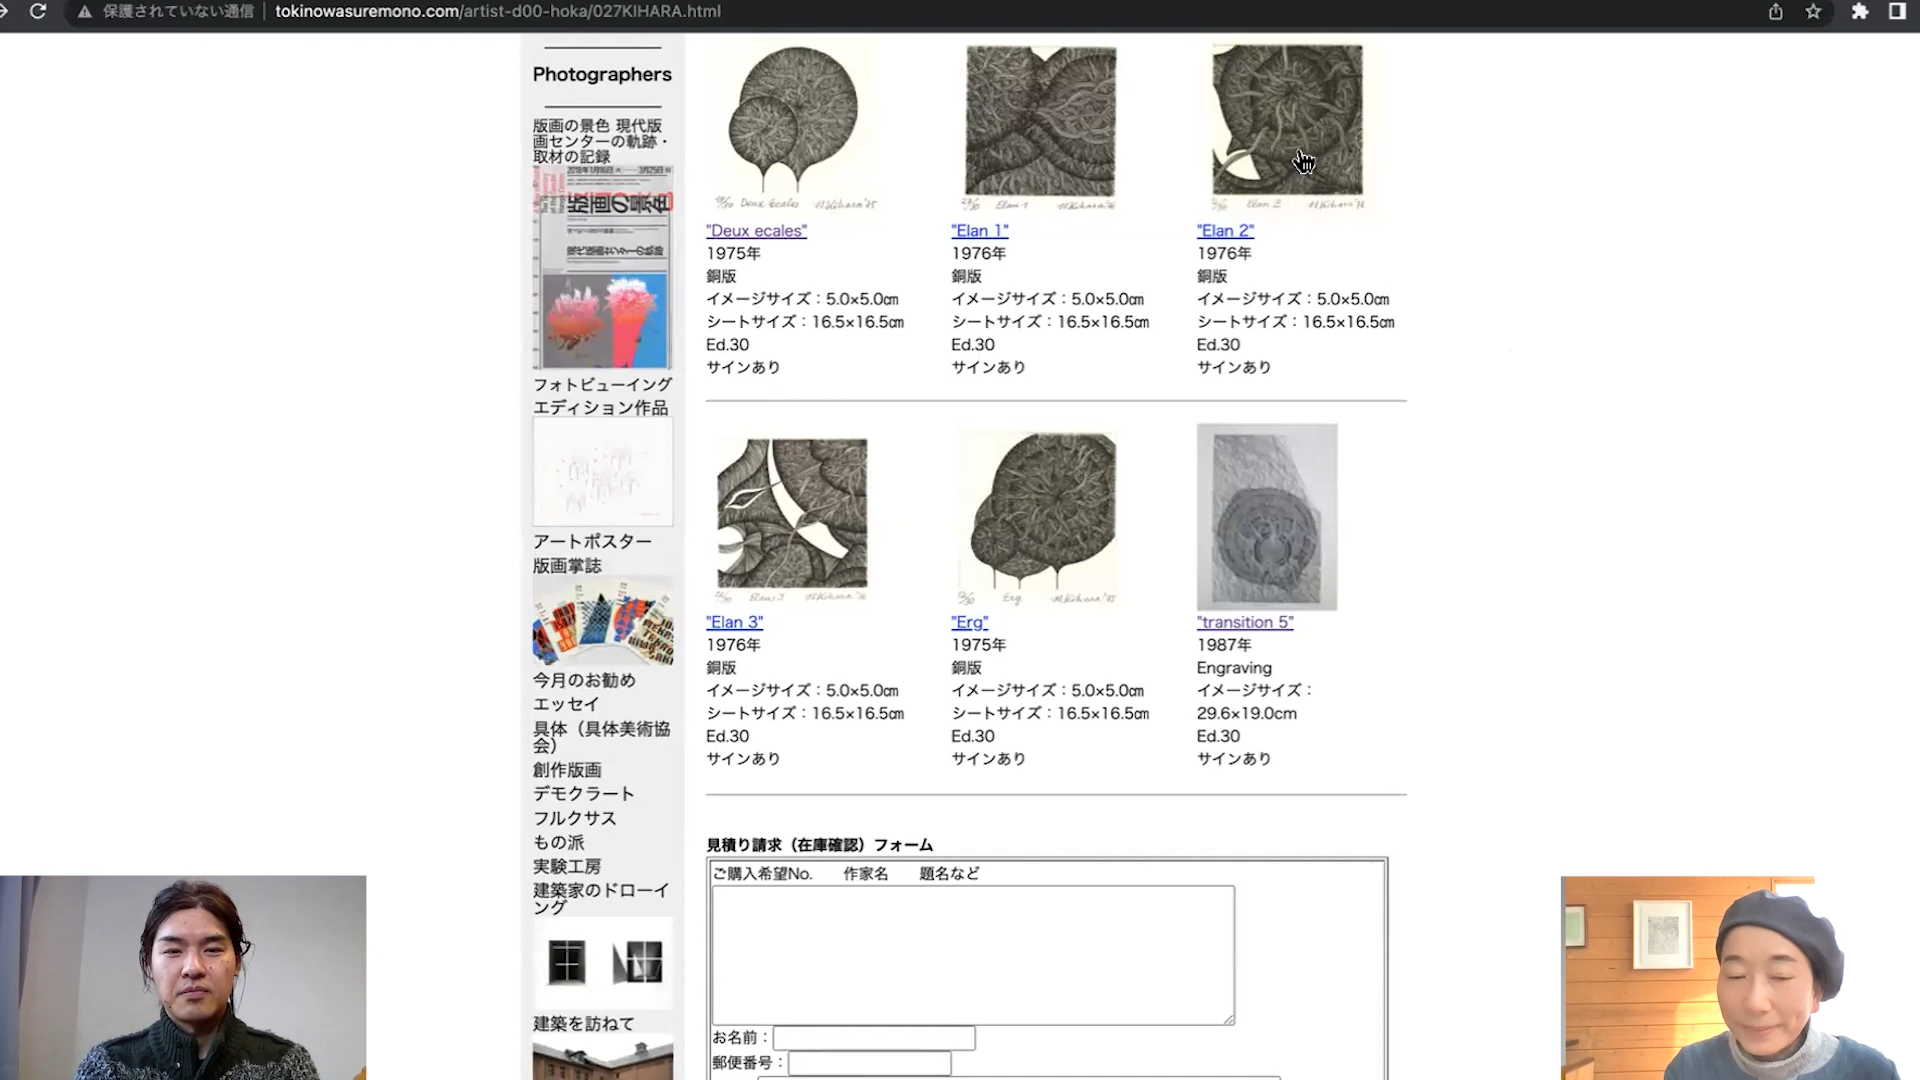 保護されていない通信 tokinowasuremono.com/artist-d00-hoka/027KIHARA.html
Photographers
版画の景色 現代版
画センターの軌跡・
取材の記録
版画の景色
フォトビューイング
エディション作品
アートポスター
版画掌誌
今月のお勧め
エッセイ
具体（具体美術協
会）
創作版画
デモクラート
フルクサス
もの派
実験工房
建築家のドローイ
ング
建築を訪ねて
Deux Ecales
Elan 1
Elan 2
"Deux ecales"
1975年
銅版
イメージサイズ：5.0×5.0㎝
シートサイズ：16.5×16.5㎝
Ed.30
サインあり
"Elan 1"
1976年
銅版
イメージサイズ：5.0×5.0㎝
シートサイズ：16.5×16.5㎝
Ed.30
サインあり
"Elan 2"
1976年
銅版
イメージサイズ：5.0×5.0㎝
シートサイズ：16.5×16.5㎝
Ed.30
サインあり
Elan 3
Erg
"Elan 3"
1976年
銅版
イメージサイズ：5.0×5.0㎝
シートサイズ：16.5×16.5㎝
Ed.30
サインあり
"Erg"
1975年
銅版
イメージサイズ：5.0×5.0㎝
シートサイズ：16.5×16.5㎝
Ed.30
サインあり
"transition 5"
1987年
Engraving
イメージサイズ：
29.6×19.0cm
Ed.30
サインあり
見積り請求（在庫確認）フォーム
ご購入希望No. 作家名 題名など
お名前：
郵便番号：